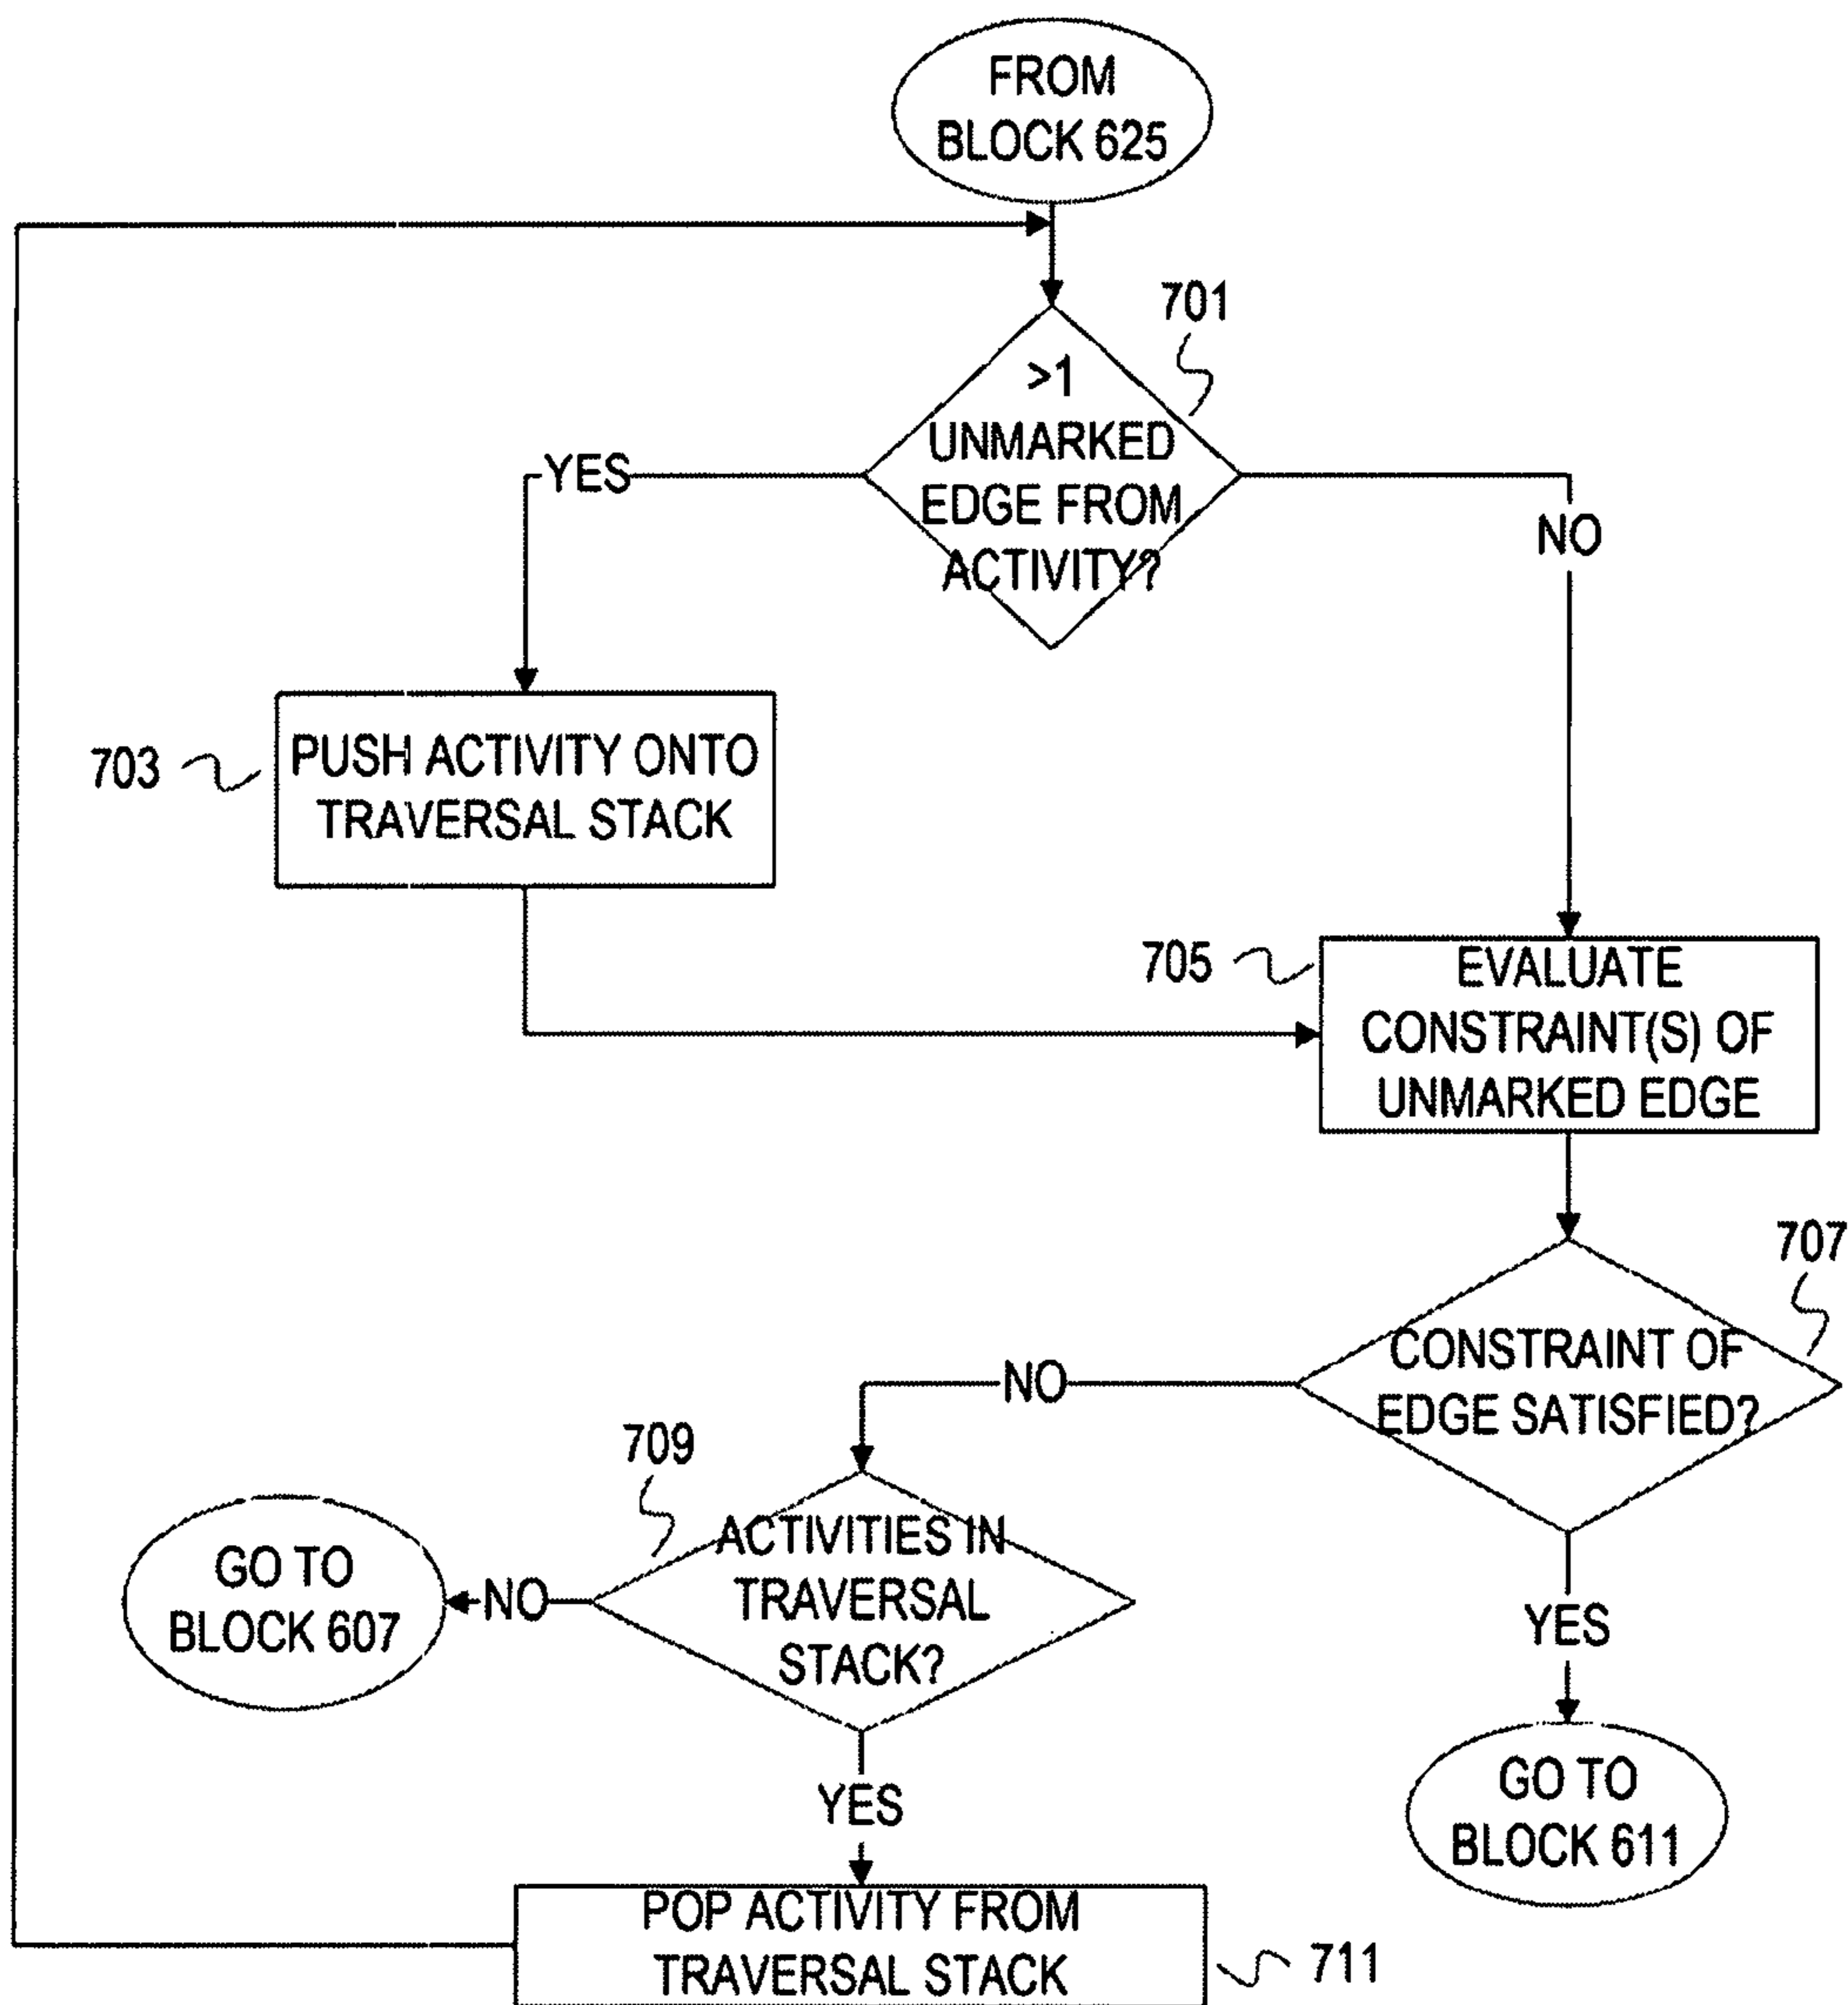 FROM
BLOCK 625
701
>1
UNMARKED
EDGE FROM
ACTIVITY?
YES
NO
703
PUSH ACTIVITY ONTO
TRAVERSAL STACK
705
EVALUATE
CONSTRAINT(S) OF
UNMARKED EDGE
707
CONSTRAINT OF
EDGE SATISFIED?
NO
709
ACTIVITIES IN
TRAVERSAL
STACK?
NO
GO TO
BLOCK 607
YES
YES
GO TO
BLOCK 611
POP ACTIVITY FROM
TRAVERSAL STACK
711